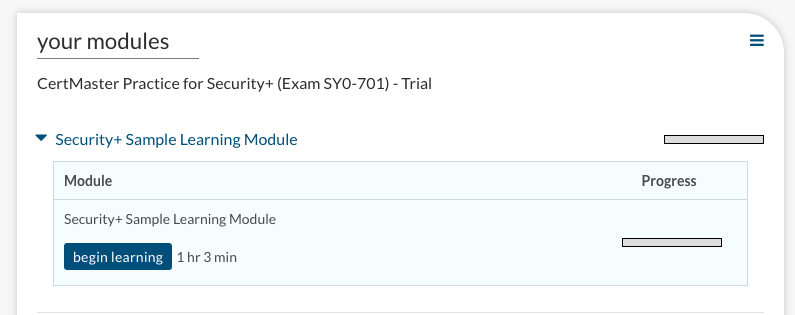 your modules
CertMaster Practice for Security+ (Exam SY0-701) - Trial
Security+ Sample Learning Module
Module Progress
Security+ Sample Learning Module
begin learning 1 hr 3 min